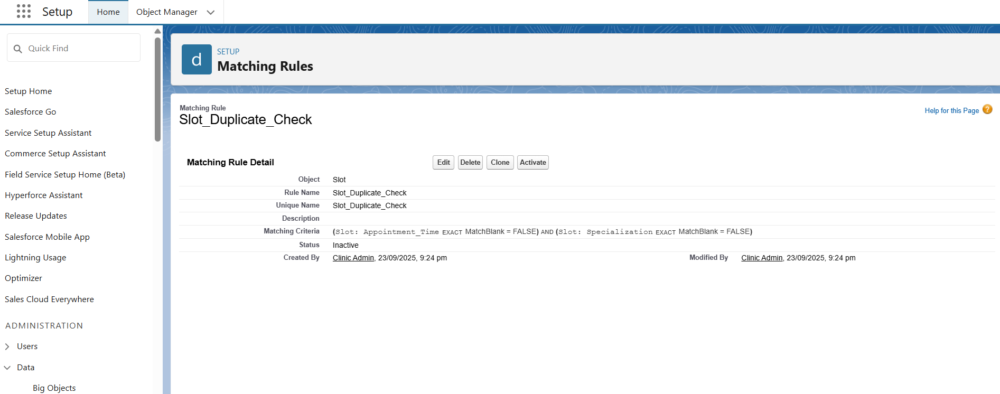 Setup
Home
Object Manager
Quick Find
Setup Home
Salesforce Go
Service Setup Assistant
Commerce Setup Assistant
Field Service Setup Home (Beta)
Hyperforce Assistant
Release Updates
Salesforce Mobile App
Lightning Usage
Optimizer
Sales Cloud Everywhere
ADMINISTRATION
Users
Data
Big Objects
d
SETUP
Matching Rules
Matching Rule
Slot_Duplicate_Check
Help for this Page ?
Matching Rule Detail
Edit Delete Clone Activate
Object Slot
Rule Name Slot_Duplicate_Check
Unique Name Slot_Duplicate_Check
Description
Matching Criteria (Slot: Appointment_Time EXACT MatchBlank = FALSE) AND (Slot: Specialization EXACT MatchBlank = FALSE)
Status Inactive
Created By Clinic Admin, 23/09/2025, 9:24 pm Modified By Clinic Admin, 23/09/2025, 9:24 pm